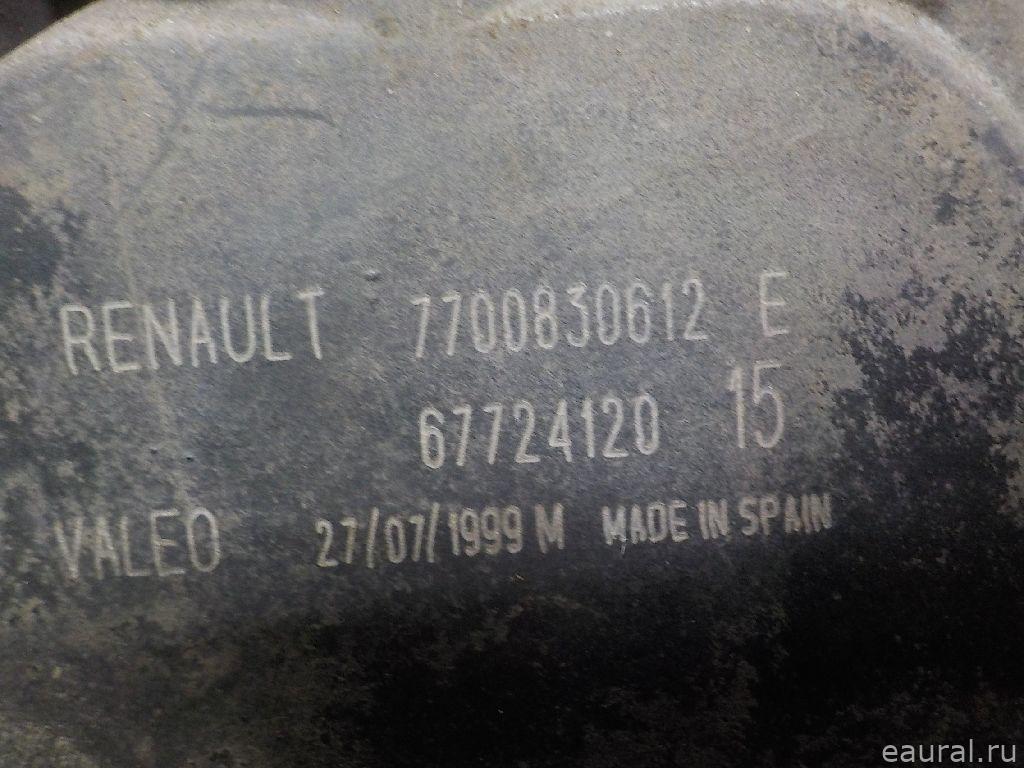 RENAULT 7700830612 E
67724120 15
VALEO 27/07/1999 M MADE IN SPAIN
eaural.ru